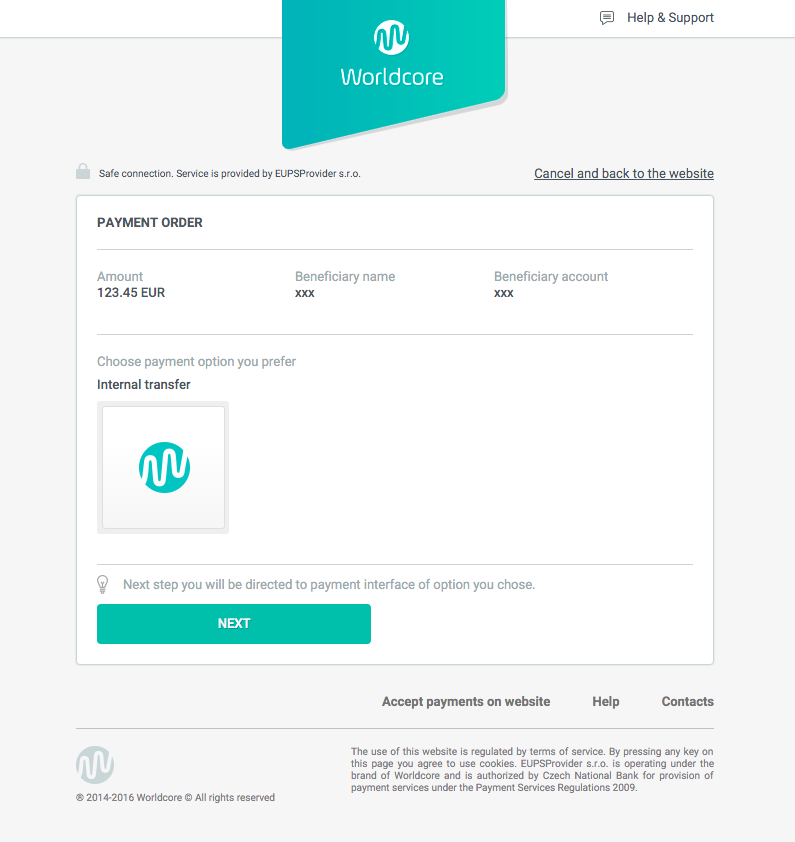 Help & Support
Worldcore
Safe connection. Service is provided by EUPSProvider s.r.o.
Cancel and back to the website
PAYMENT ORDER
Amount
123.45 EUR
Beneficiary name
xxx
Beneficiary account
xxx
Choose payment option you prefer
Internal transfer
Next step you will be directed to payment interface of option you chose.
NEXT
Accept payments on website
Help
Contacts
® 2014-2016 Worldcore © All rights reserved
The use of this website is regulated by terms of service. By pressing any key on
this page you agree to use cookies. EUPSProvider s.r.o. is operating under the
brand of Worldcore and is authorized by Czech National Bank for provision of
payment services under the Payment Services Regulations 2009.